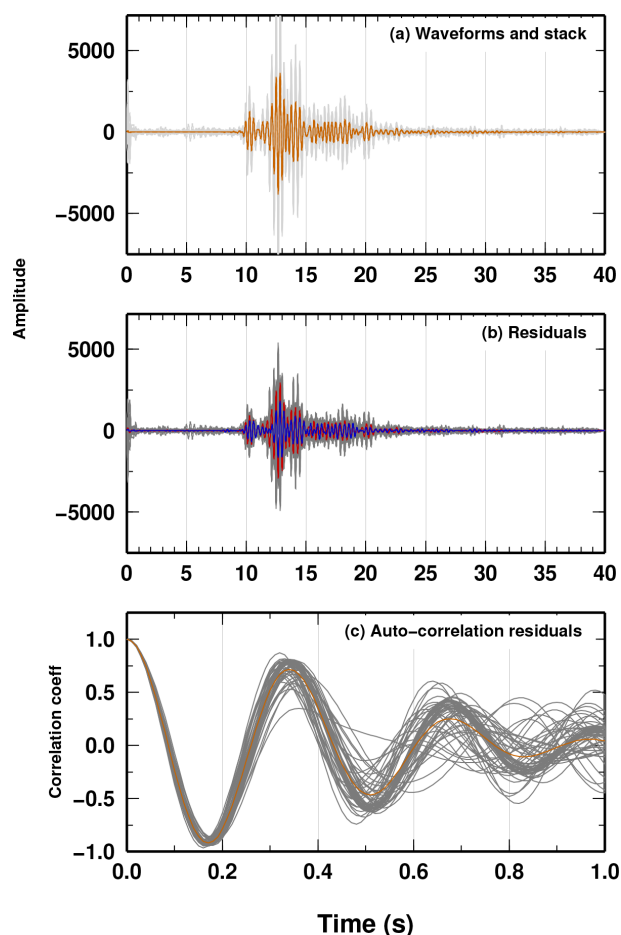 (a) Waveforms and stack
5000
0
−5000
0 5 10 15 20 25 30 35 40
Amplitude
(b) Residuals
5000
0
−5000
0 5 10 15 20 25 30 35 40
(c) Auto−correlation residuals
1.0
0.5
0.0
−0.5
−1.0
Correlation coeff
0.0 0.2 0.4 0.6 0.8 1.0
Time (s)